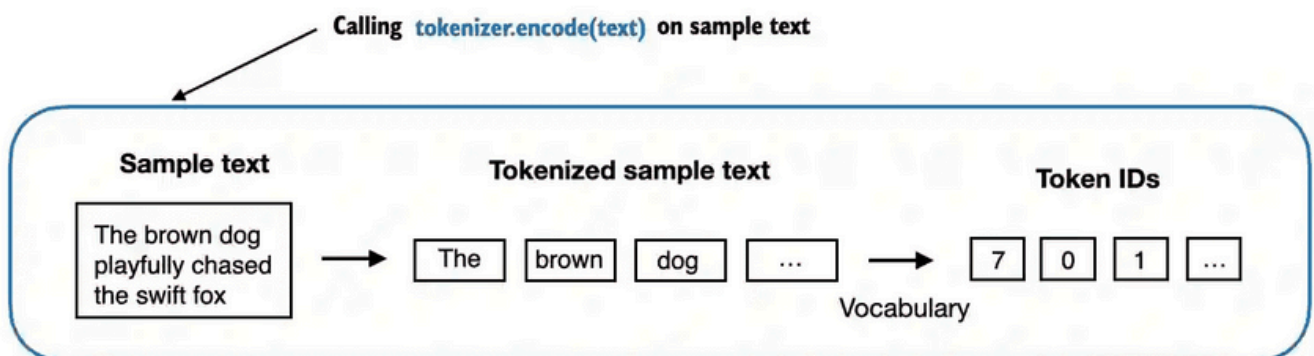 Calling tokenizer.encode(text) on sample text
Sample text
The brown dog
playfully chased
the swift fox
Tokenized sample text
The
brown
dog
...
Vocabulary
Token IDs
7
0
1
...